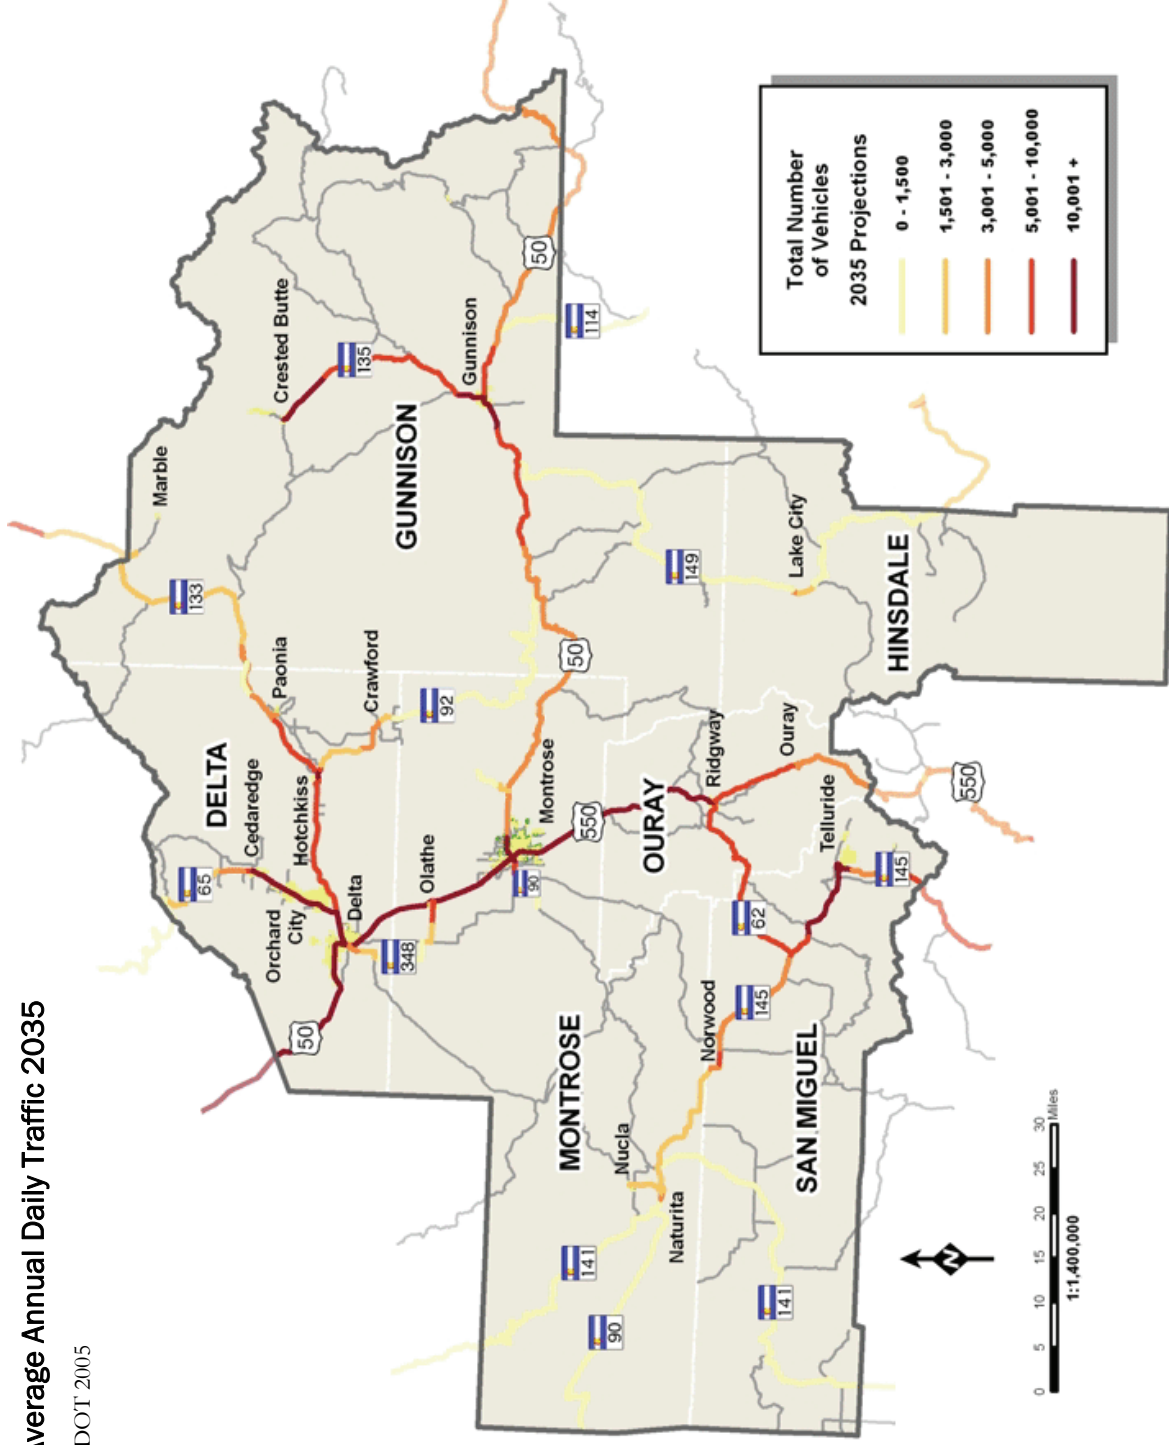 verage Annual Daily Traffic 2035
DOT 2005
Marble
Crested Butte
135
Gunnison
50
114
GUNNISON
133
Paonia
Crawford
92
50
149
Lake City
HINSDALE
DELTA
Cedaredge
Hotchkiss
65
Orchard
City
Delta
Olathe
348
50
Montrose
90
550
OURAY
Ridgway
Ouray
Telluride
550
145
62
145
Norwood
MONTROSE
SAN MIGUEL
Nucla
Naturita
141
90
141
N
0 5 10 15 20 25 30
Miles
1:1,400,000
Total Number
of Vehicles
2035 Projections
0 - 1,500
1,501 - 3,000
3,001 - 5,000
5,001 - 10,000
10,001 +